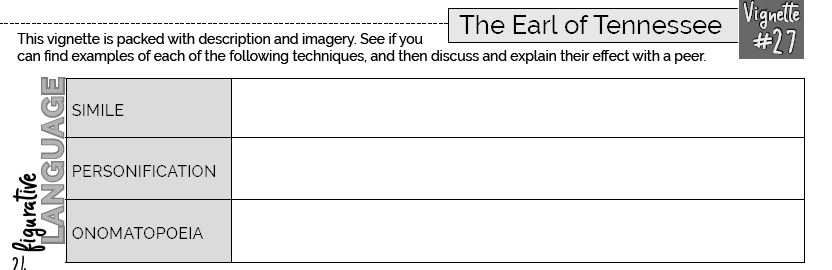 The Earl of Tennessee
Vignette
#27
This vignette is packed with description and imagery. See if you
can find examples of each of the following techniques, and then discuss and explain their effect with a peer.
figurative
LANGUAGE
SIMILE
PERSONIFICATION
ONOMATOPOEIA
21.